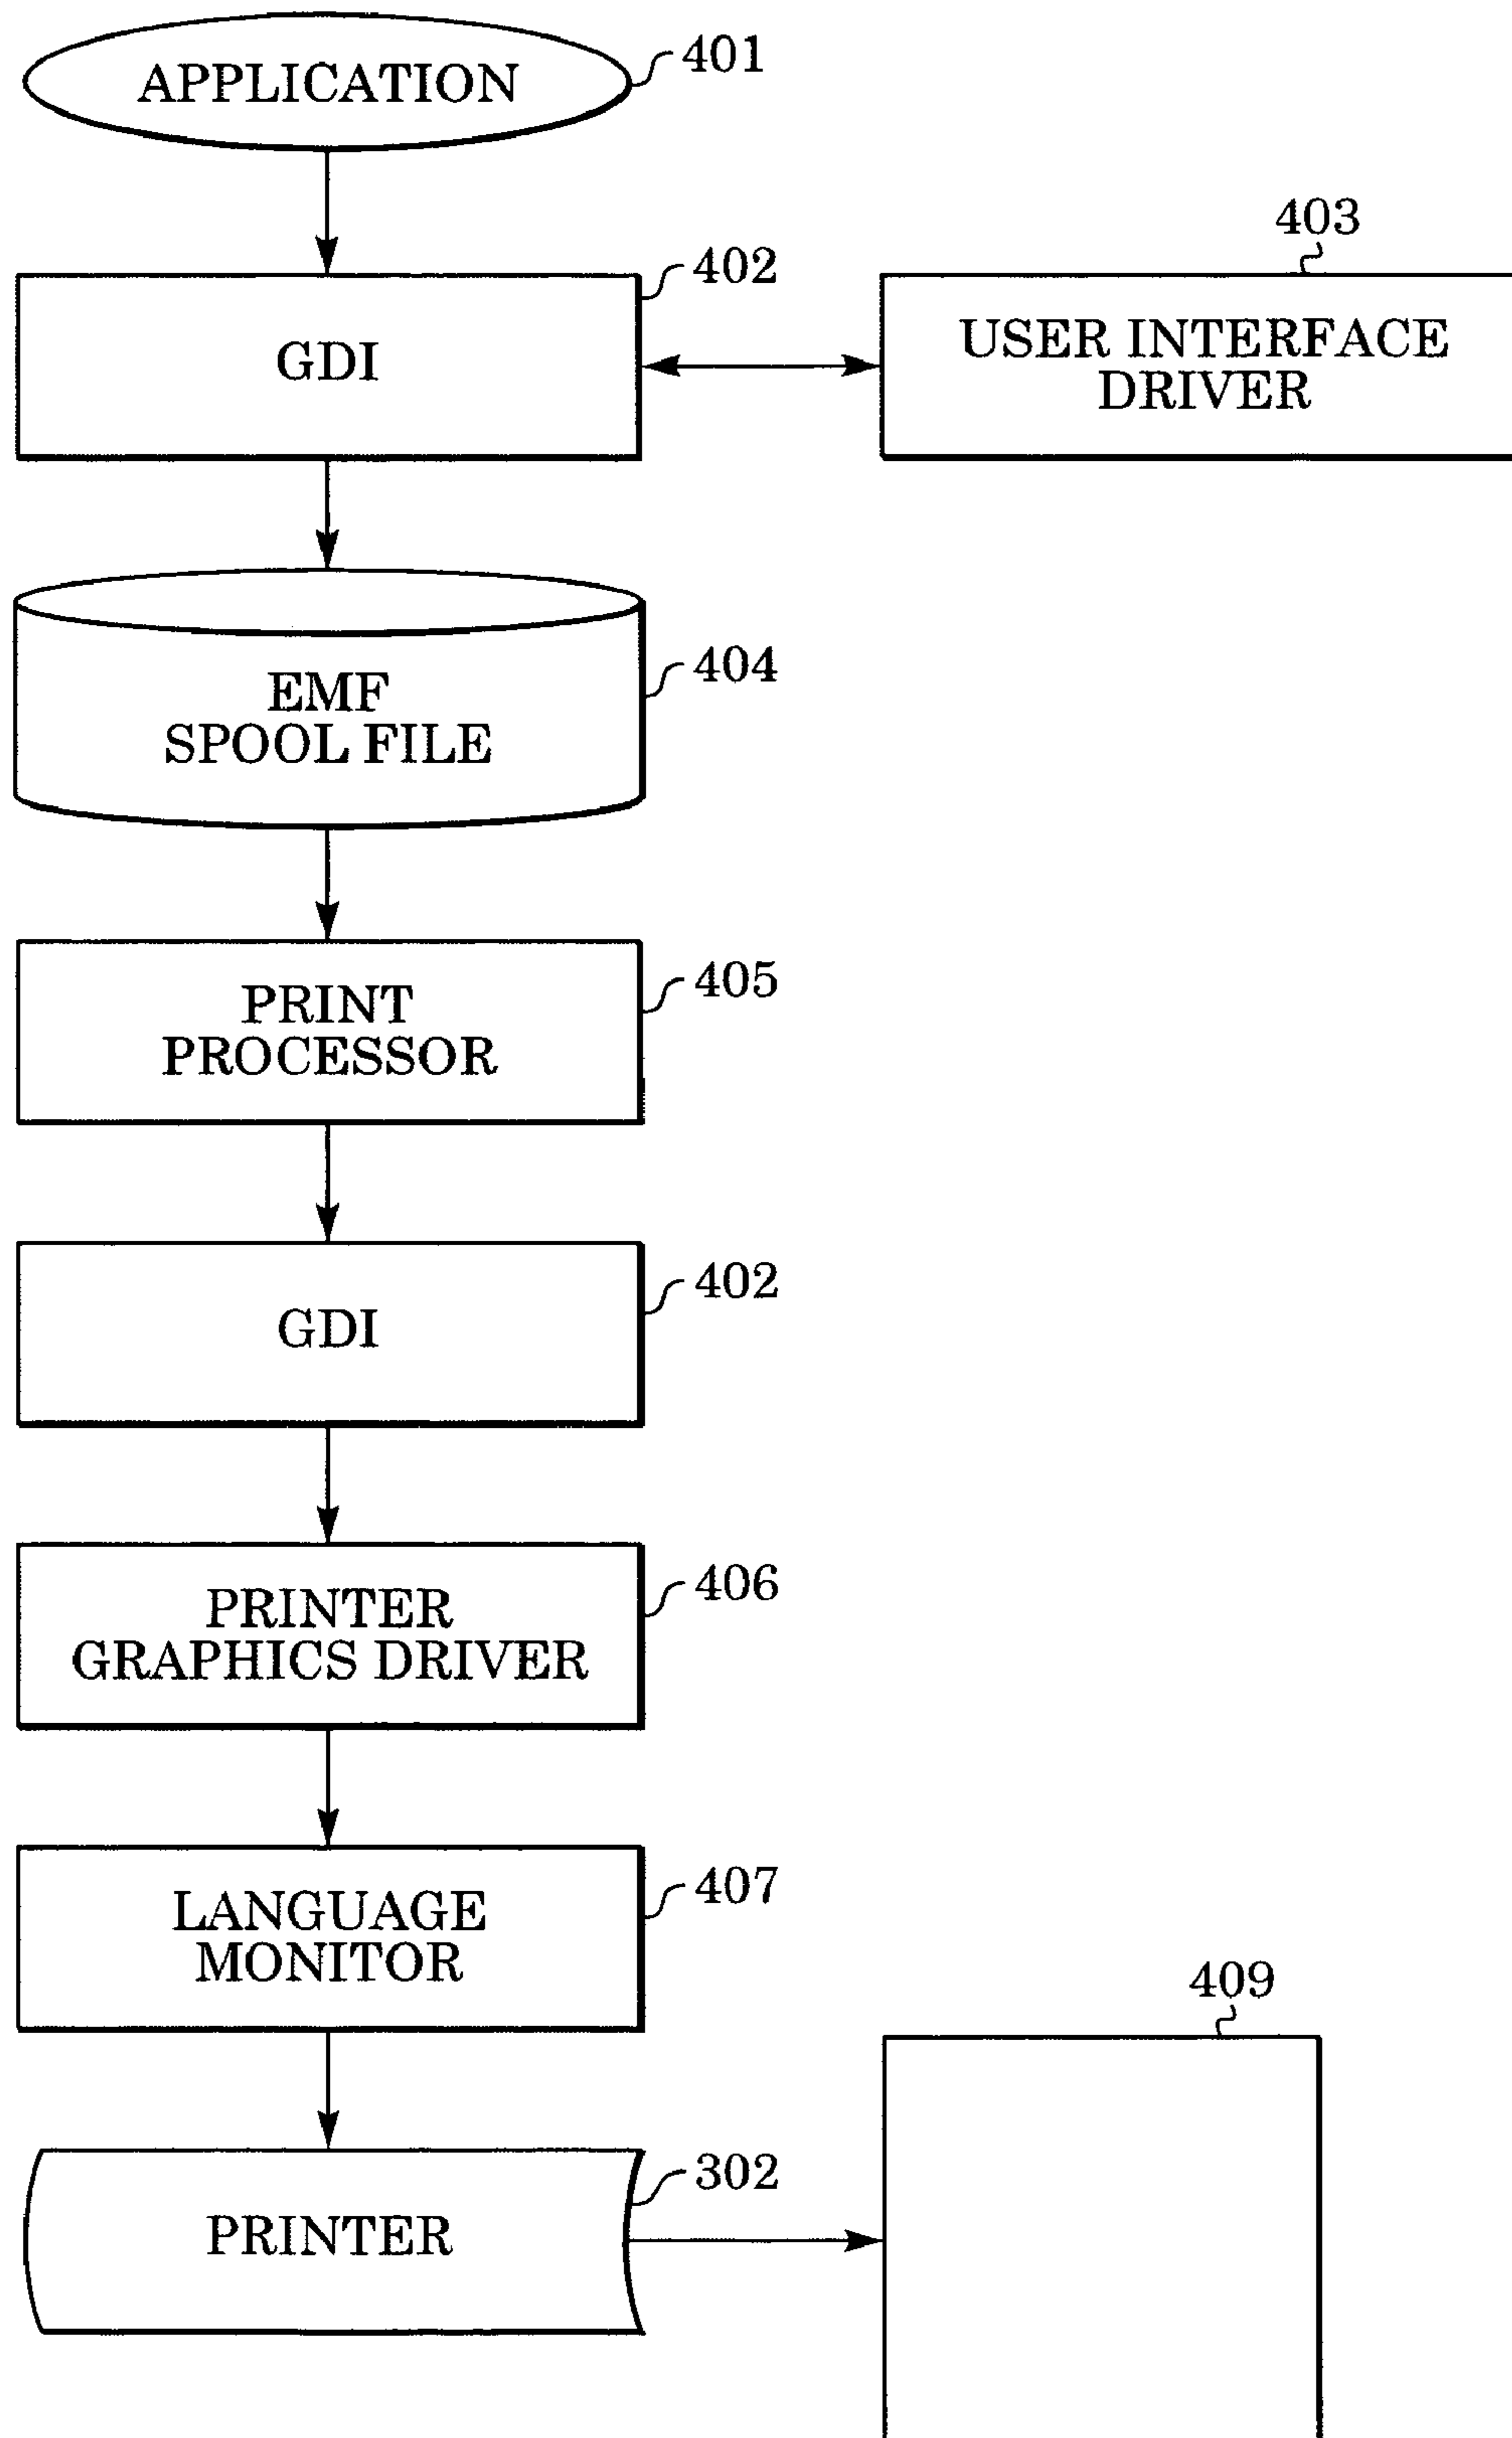 APPLICATION
401
403
402
GDI
USER INTERFACE
DRIVER
404
EMF
SPOOL FILE
405
PRINT
PROCESSOR
402
GDI
406
PRINTER
GRAPHICS DRIVER
407
LANGUAGE
MONITOR
409
302
PRINTER